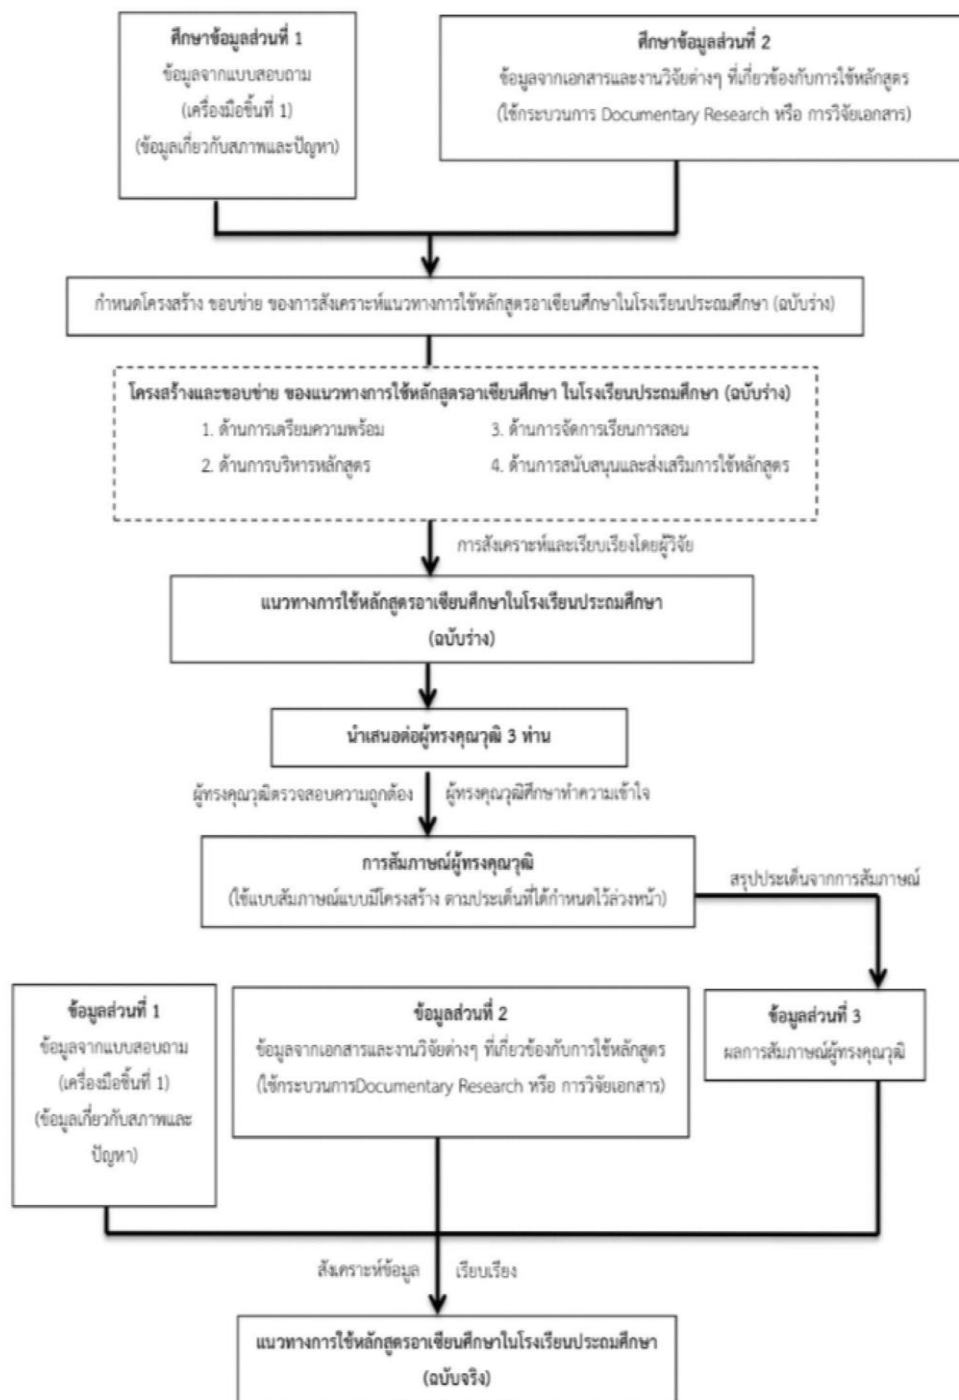 ศึกษาข้อมูลส่วนที่ 1
ข้อมูลจากแบบสอบถาม
(เครื่องมือชิ้นที่ 1)
(ข้อมูลเกี่ยวกับสภาพและปัญหา)
ศึกษาข้อมูลส่วนที่ 2
ข้อมูลจากเอกสารและงานวิจัยต่างๆ ที่เกี่ยวข้องกับการใช้หลักสูตร
(ใช้กระบวนการ Documentary Research หรือ การวิจัยเอกสาร)
กำหนดโครงสร้าง ขอบข่าย ของการสังเคราะห์แนวทางการใช้หลักสูตรอาเซียนศึกษาในโรงเรียนประถมศึกษา (ฉบับร่าง)
โครงสร้างและขอบข่าย ของแนวทางการใช้หลักสูตรอาเซียนศึกษา ในโรงเรียนประถมศึกษา (ฉบับร่าง)
1. ด้านการเตรียมความพร้อม
2. ด้านการบริหารหลักสูตร
3. ด้านการจัดการเรียนการสอน
4. ด้านการสนับสนุนและส่งเสริมการใช้หลักสูตร
การสังเคราะห์และเรียบเรียงโดยผู้วิจัย
แนวทางการใช้หลักสูตรอาเซียนศึกษาในโรงเรียนประถมศึกษา
(ฉบับร่าง)
นำเสนอต่อผู้ทรงคุณวุฒิ 3 ท่าน
ผู้ทรงคุณวุฒิตรวจสอบความถูกต้อง
ผู้ทรงคุณวุฒิศึกษาทำความเข้าใจ
การสัมภาษณ์ผู้ทรงคุณวุฒิ
(ใช้แบบสัมภาษณ์แบบมีโครงสร้าง ตามประเด็นที่ได้กำหนดไว้ล่วงหน้า)
สรุปประเด็นจากการสัมภาษณ์
ข้อมูลส่วนที่ 1
ข้อมูลจากแบบสอบถาม
(เครื่องมือชิ้นที่ 1)
(ข้อมูลเกี่ยวกับสภาพและ
ปัญหา)
ข้อมูลส่วนที่ 2
ข้อมูลจากเอกสารและงานวิจัยต่างๆ ที่เกี่ยวข้องกับการใช้หลักสูตร
(ใช้กระบวนการDocumentary Research หรือ การวิจัยเอกสาร)
ข้อมูลส่วนที่ 3
ผลการสัมภาษณ์ผู้ทรงคุณวุฒิ
สังเคราะห์ข้อมูล
เรียบเรียง
แนวทางการใช้หลักสูตรอาเซียนศึกษาในโรงเรียนประถมศึกษา
(ฉบับจริง)